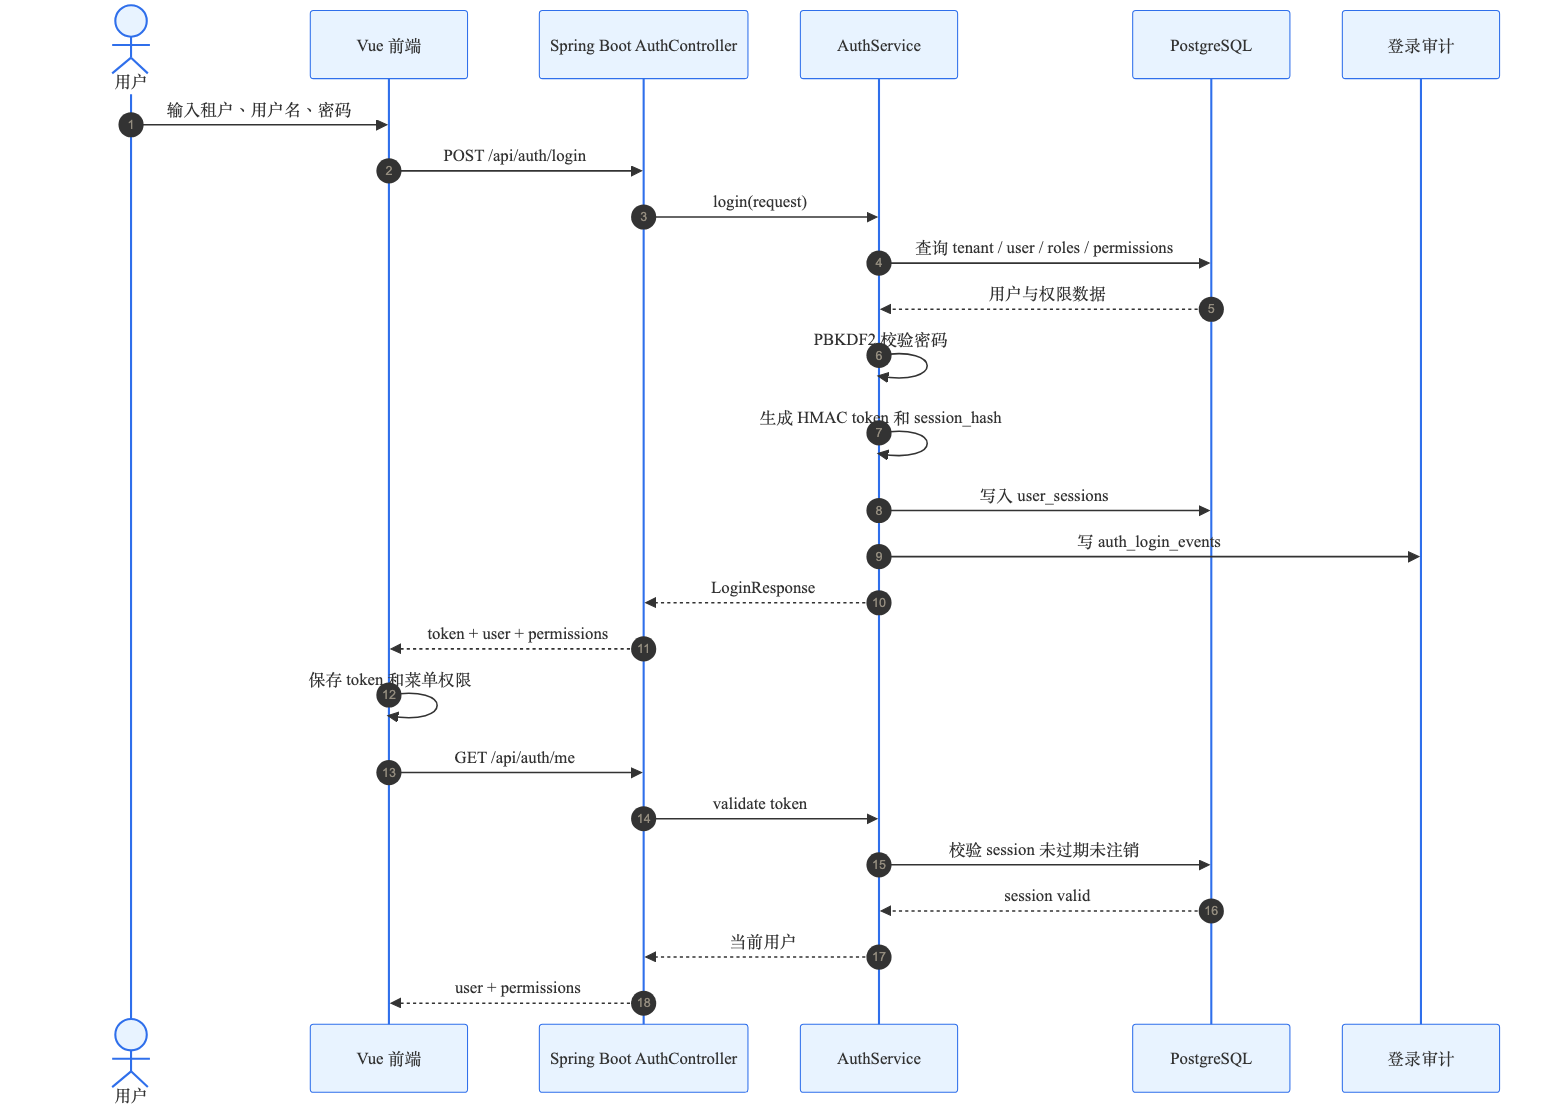 用户
Vue 前端
Spring Boot AuthController
AuthService
PostgreSQL
登录审计
输入租户、用户名、密码
1
POST /api/auth/login
2
login(request)
3
查询 tenant / user / roles / permissions
4
用户与权限数据
5
PBKDF2 校验密码
6
生成 HMAC token 和 session_hash
7
写入 user_sessions
8
写 auth_login_events
9
LoginResponse
10
token + user + permissions
11
保存 token 和菜单权限
12
GET /api/auth/me
13
validate token
14
校验 session 未过期未注销
15
session valid
16
当前用户
17
user + permissions
18
用户
Vue 前端
Spring Boot AuthController
AuthService
PostgreSQL
登录审计